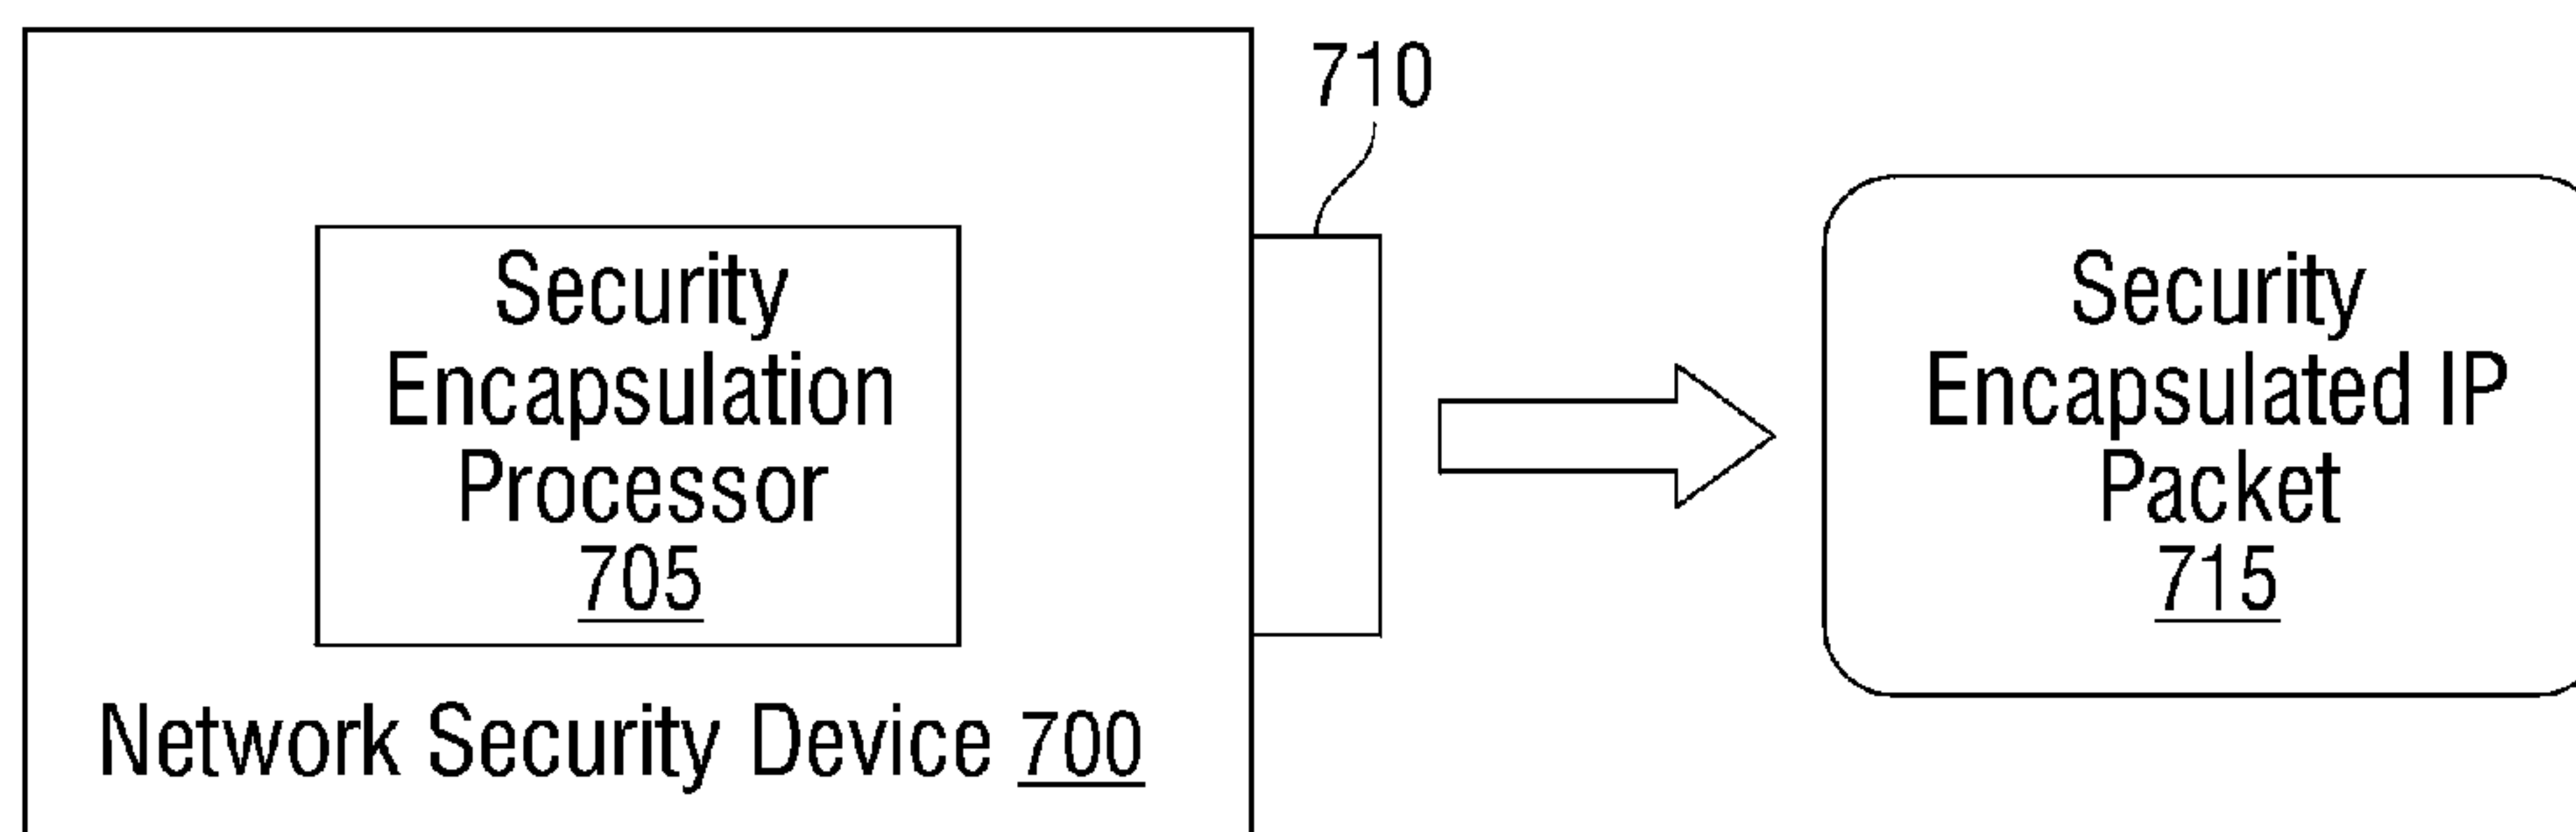 710
Security
Encapsulation
Processor
705
Network Security Device 700
Security
Encapsulated IP
Packet
715